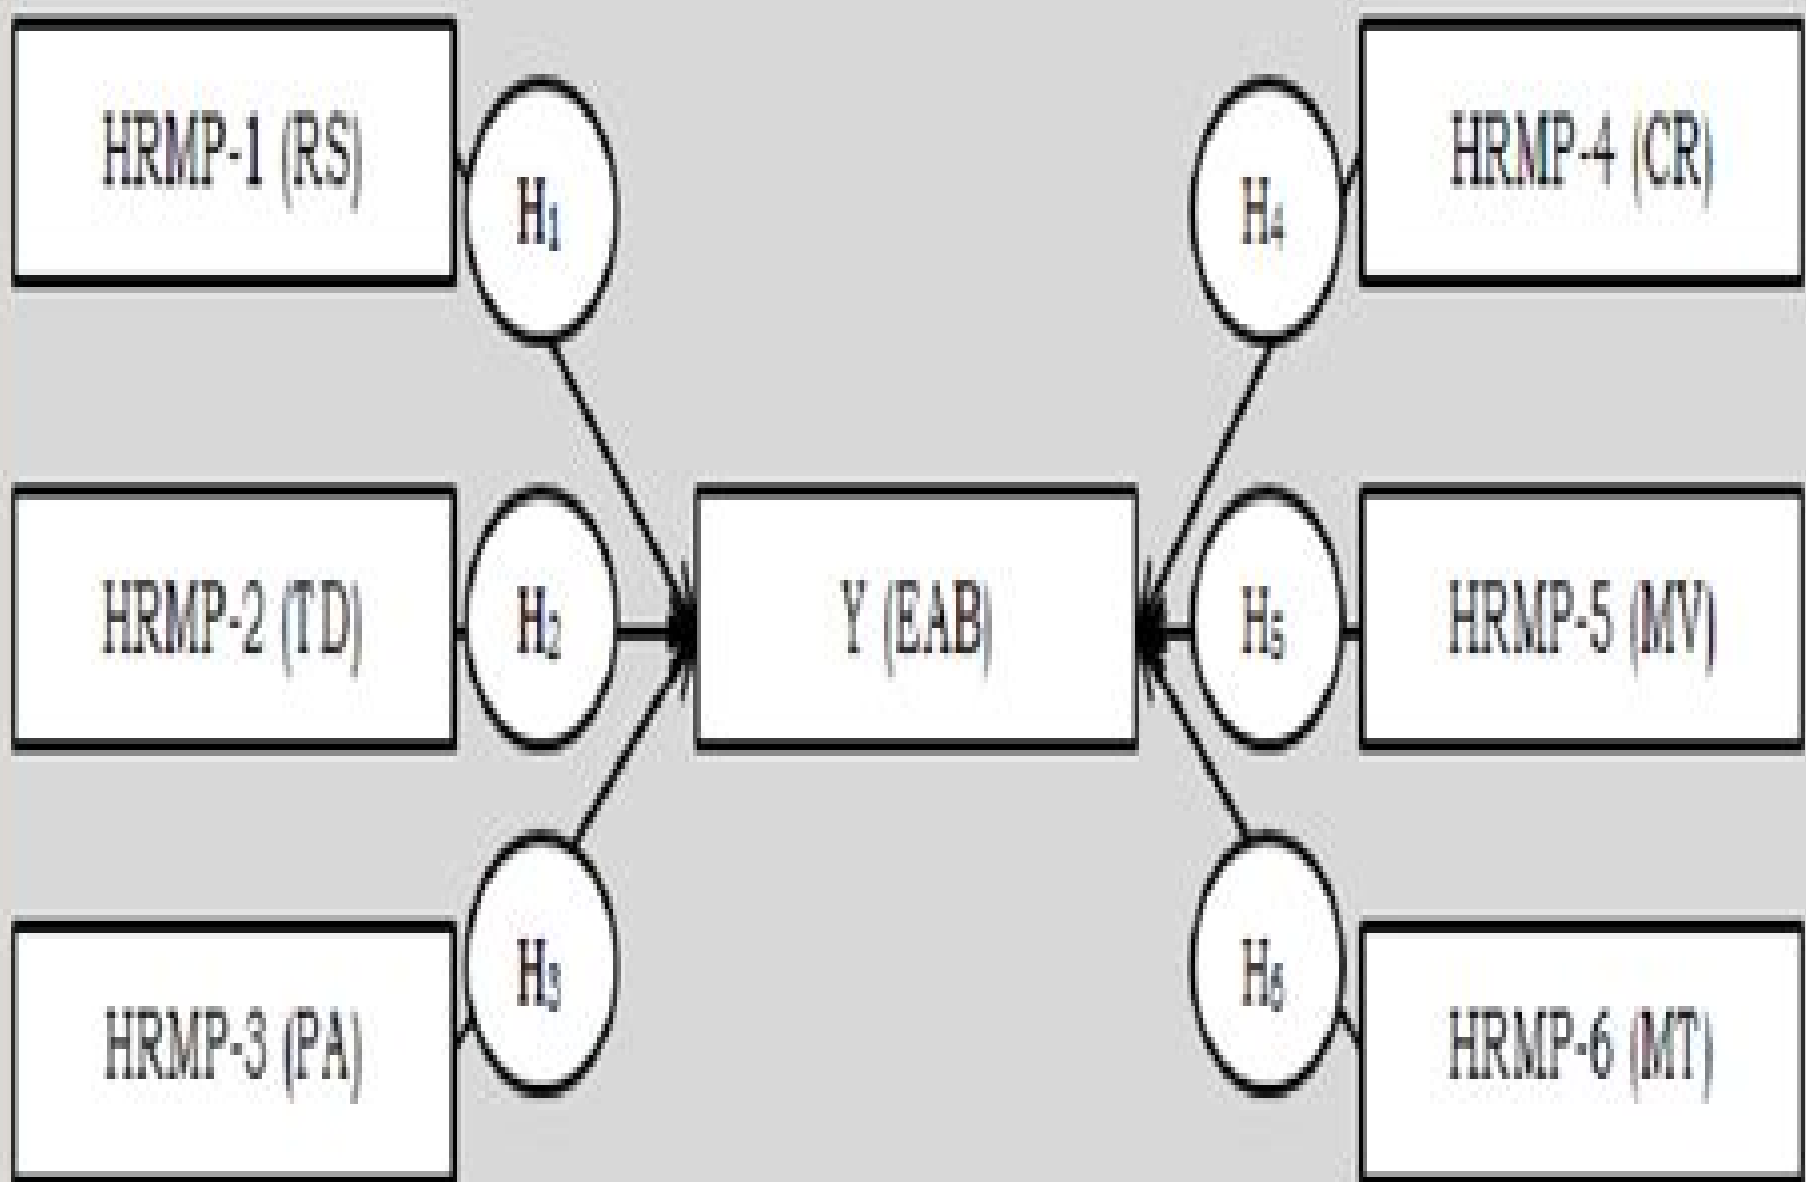 HRMP-1 (RS)
H1
H4
HRMP-4 (CR)
HRMP-2 (TD)
H2
Y (EAB)
H5
HRMP-5 (MV)
HRMP-3 (PA)
H3
H6
HRMP-6 (MT)